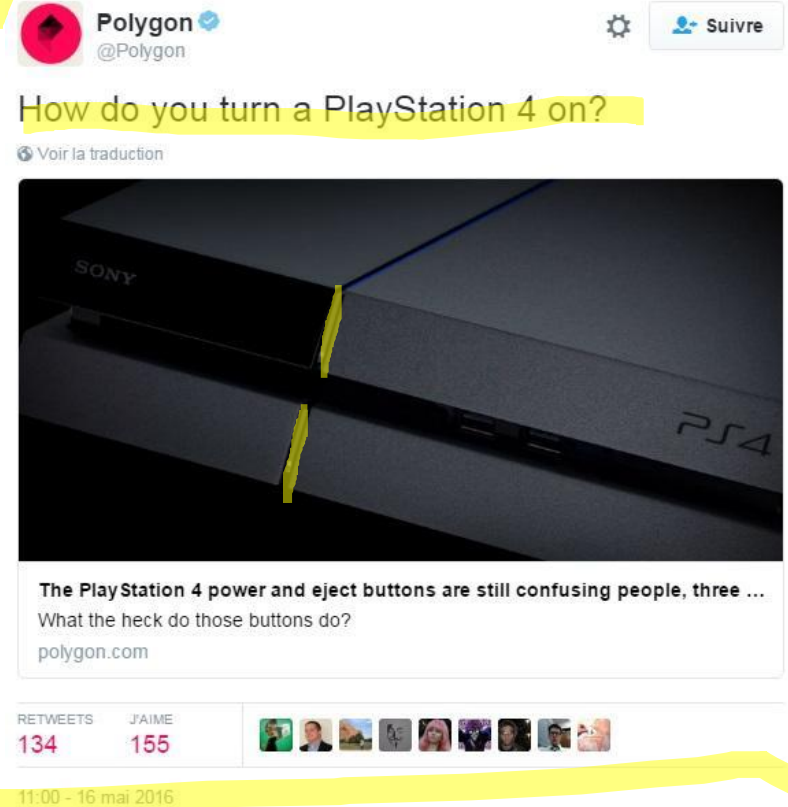 Polygon
@Polygon
Suivre
How do you turn a PlayStation 4 on?
Voir la traduction
SONY
PS4
The PlayStation 4 power and eject buttons are still confusing people, three ...
What the heck do those buttons do?
polygon.com
RETWEETS J'AIME
134 155
11:00 - 16 mai 2016